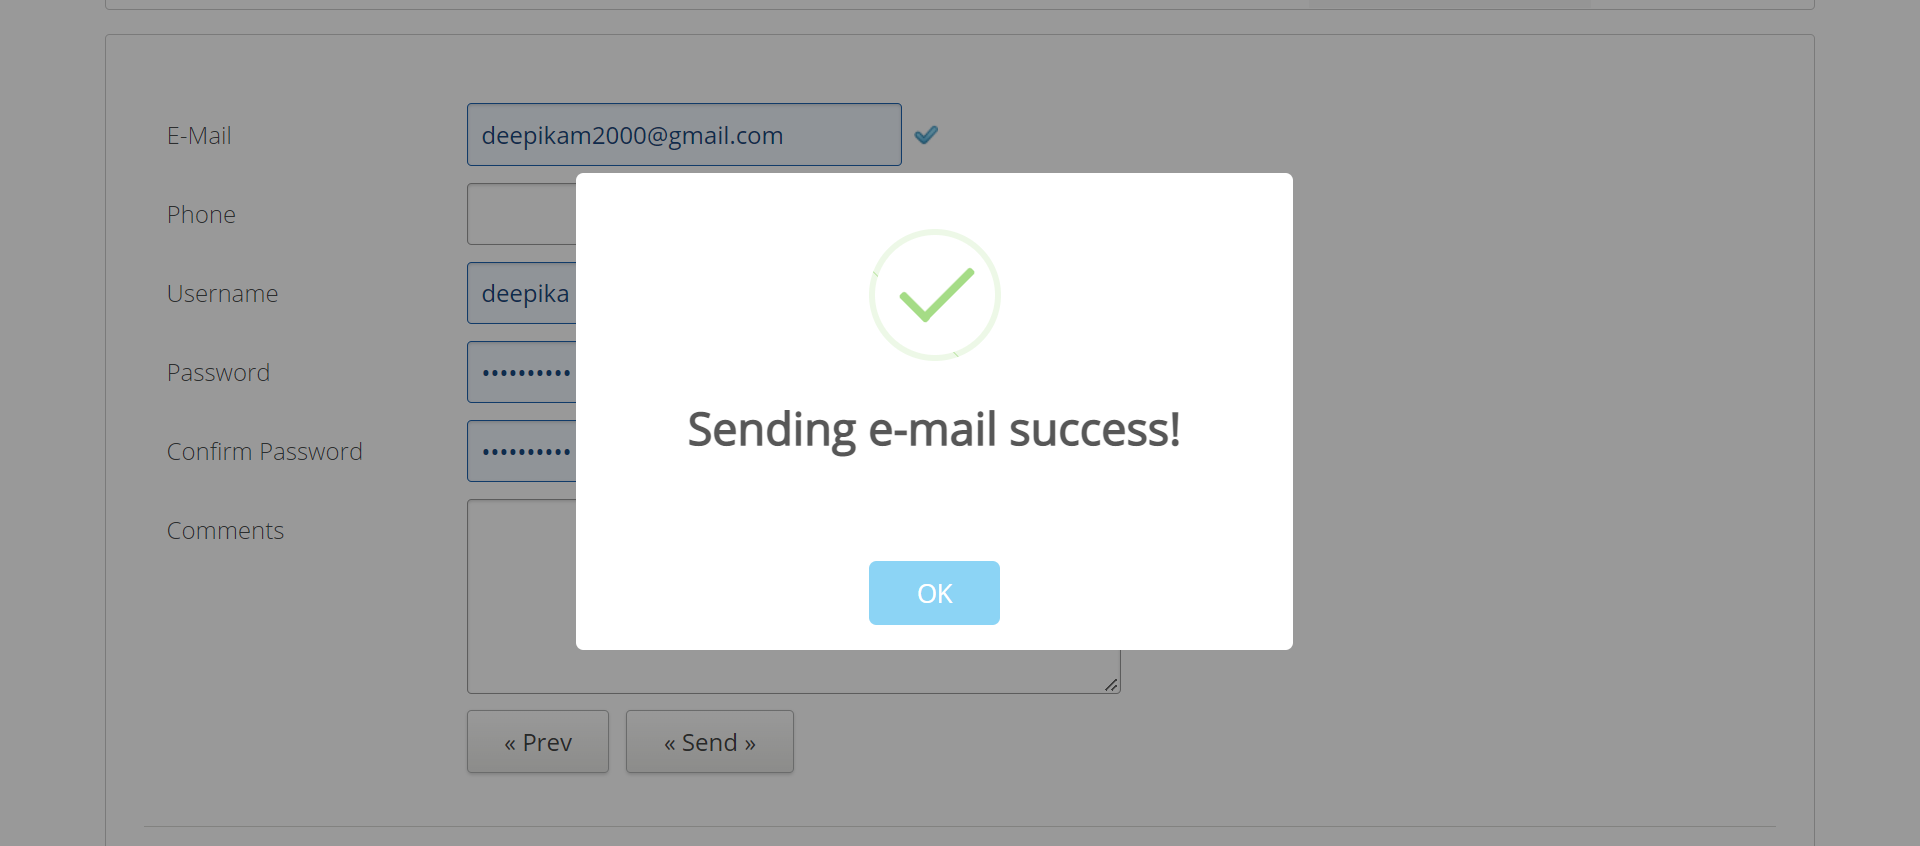 E-Mail
deepikam2000@gmail.com
Phone
Username
deepika
Password
••••••••••
Confirm Password
••••••••••
Comments
Sending e-mail success!
OK
« Prev
« Send »